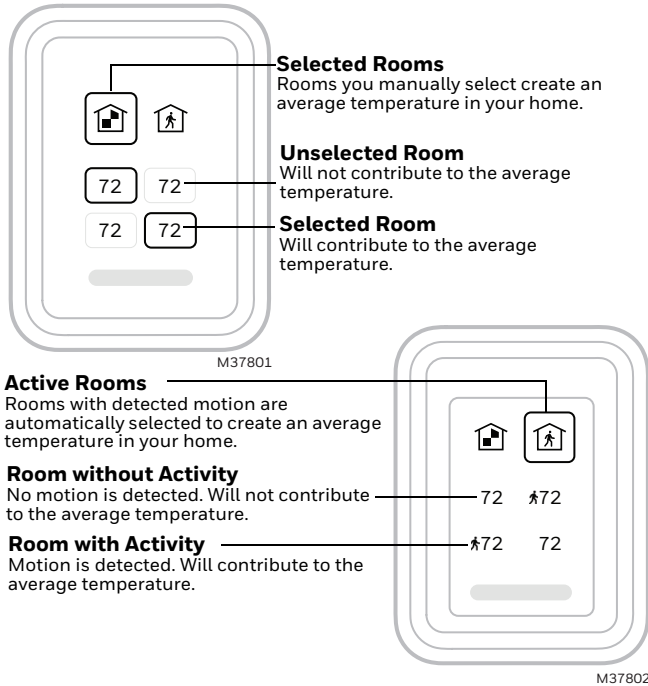 Selected Rooms
Rooms you manually select create an
average temperature in your home.
Unselected Room
Will not contribute to the average
temperature.
72 72
Selected Room
Will contribute to the average
temperature.
72 72
M37801
Active Rooms
Rooms with detected motion are
automatically selected to create an average
temperature in your home.
Room without Activity
No motion is detected. Will not contribute
to the average temperature.
72 72
Room with Activity
Motion is detected. Will contribute to the
average temperature.
72 72
M37802